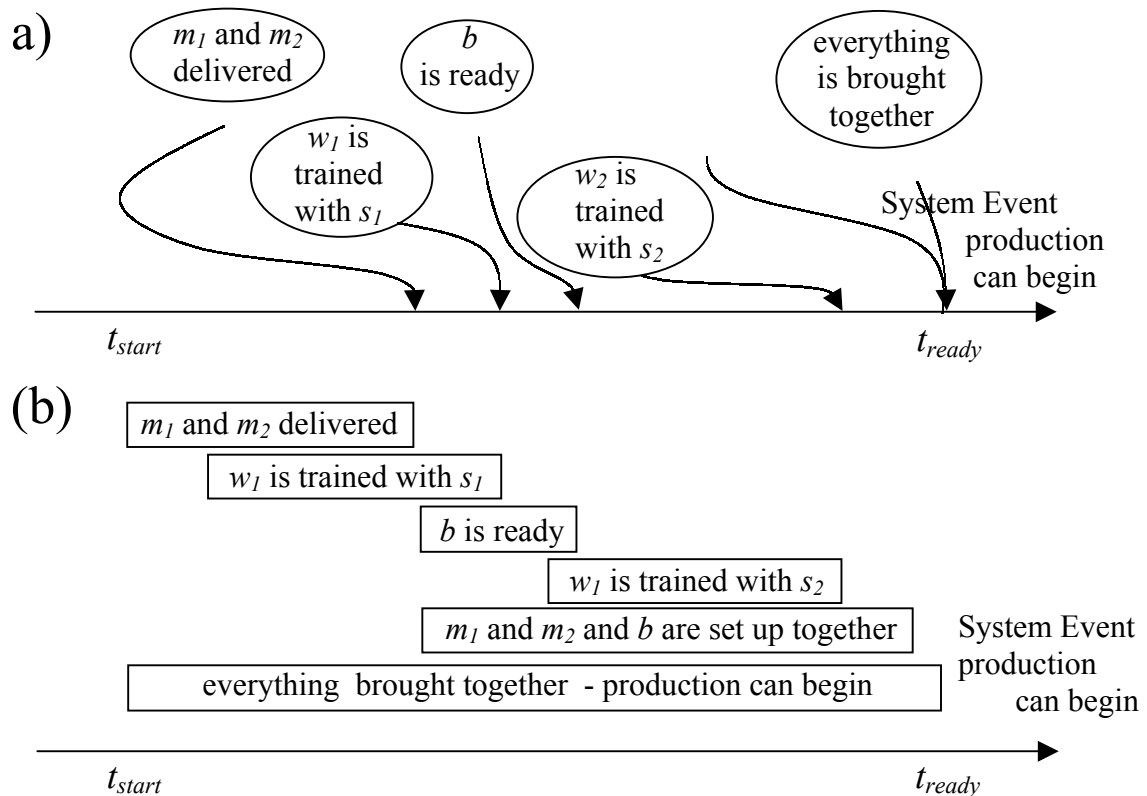 a)
m1 and m2
delivered
b
is ready
everything
is brought
together
w1 is
trained
with s1
w2 is
trained
with s2
System Event
production
can begin
tstart
tready
(b)
m1 and m2 delivered
w1 is trained with s1
b is ready
w1 is trained with s2
m1 and m2 and b are set up together
everything brought together - production can begin
System Event
production
can begin
tstart
tready